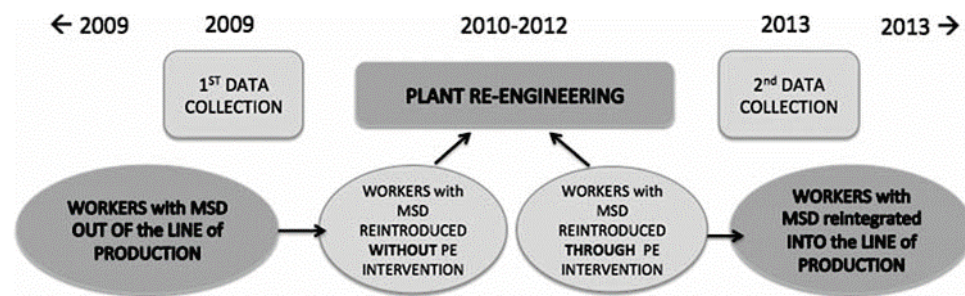 ← 2009
2009
2010-2012
2013
2013 →
1ST DATA
COLLECTION
PLANT RE-ENGINEERING
2nd DATA
COLLECTION
WORKERS with MSD
OUT OF the LINE of
PRODUCTION
WORKERS with
MSD
REINTRODUCED
WITHOUT PE
INTERVENTION
WORKERS with
MSD
REINTRODUCED
THROUGH PE
INTERVENTION
WORKERS with
MSD reintegrated
INTO the LINE of
PRODUCTION